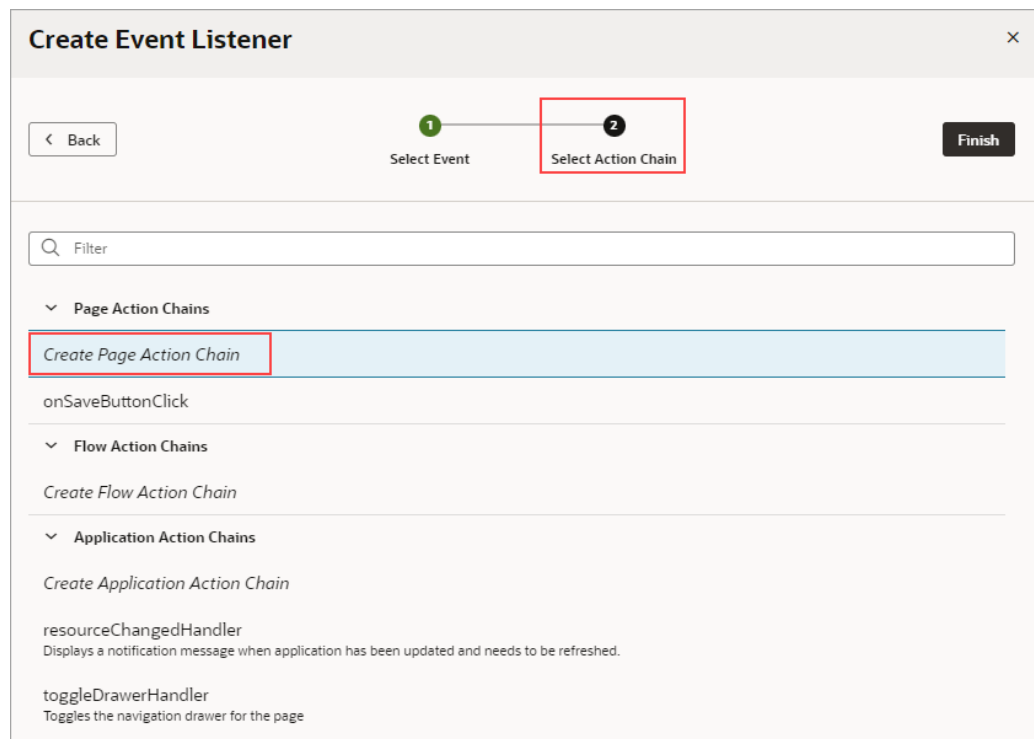 Create Event Listener
Back
1
2
Finish
Select Event
Select Action Chain
Filter
Page Action Chains
Create Page Action Chain
onSaveButtonClick
Flow Action Chains
Create Flow Action Chain
Application Action Chains
Create Application Action Chain
resourceChangedHandler
Displays a notification message when application has been updated and needs to be refreshed.
toggleDrawerHandler
Toggles the navigation drawer for the page